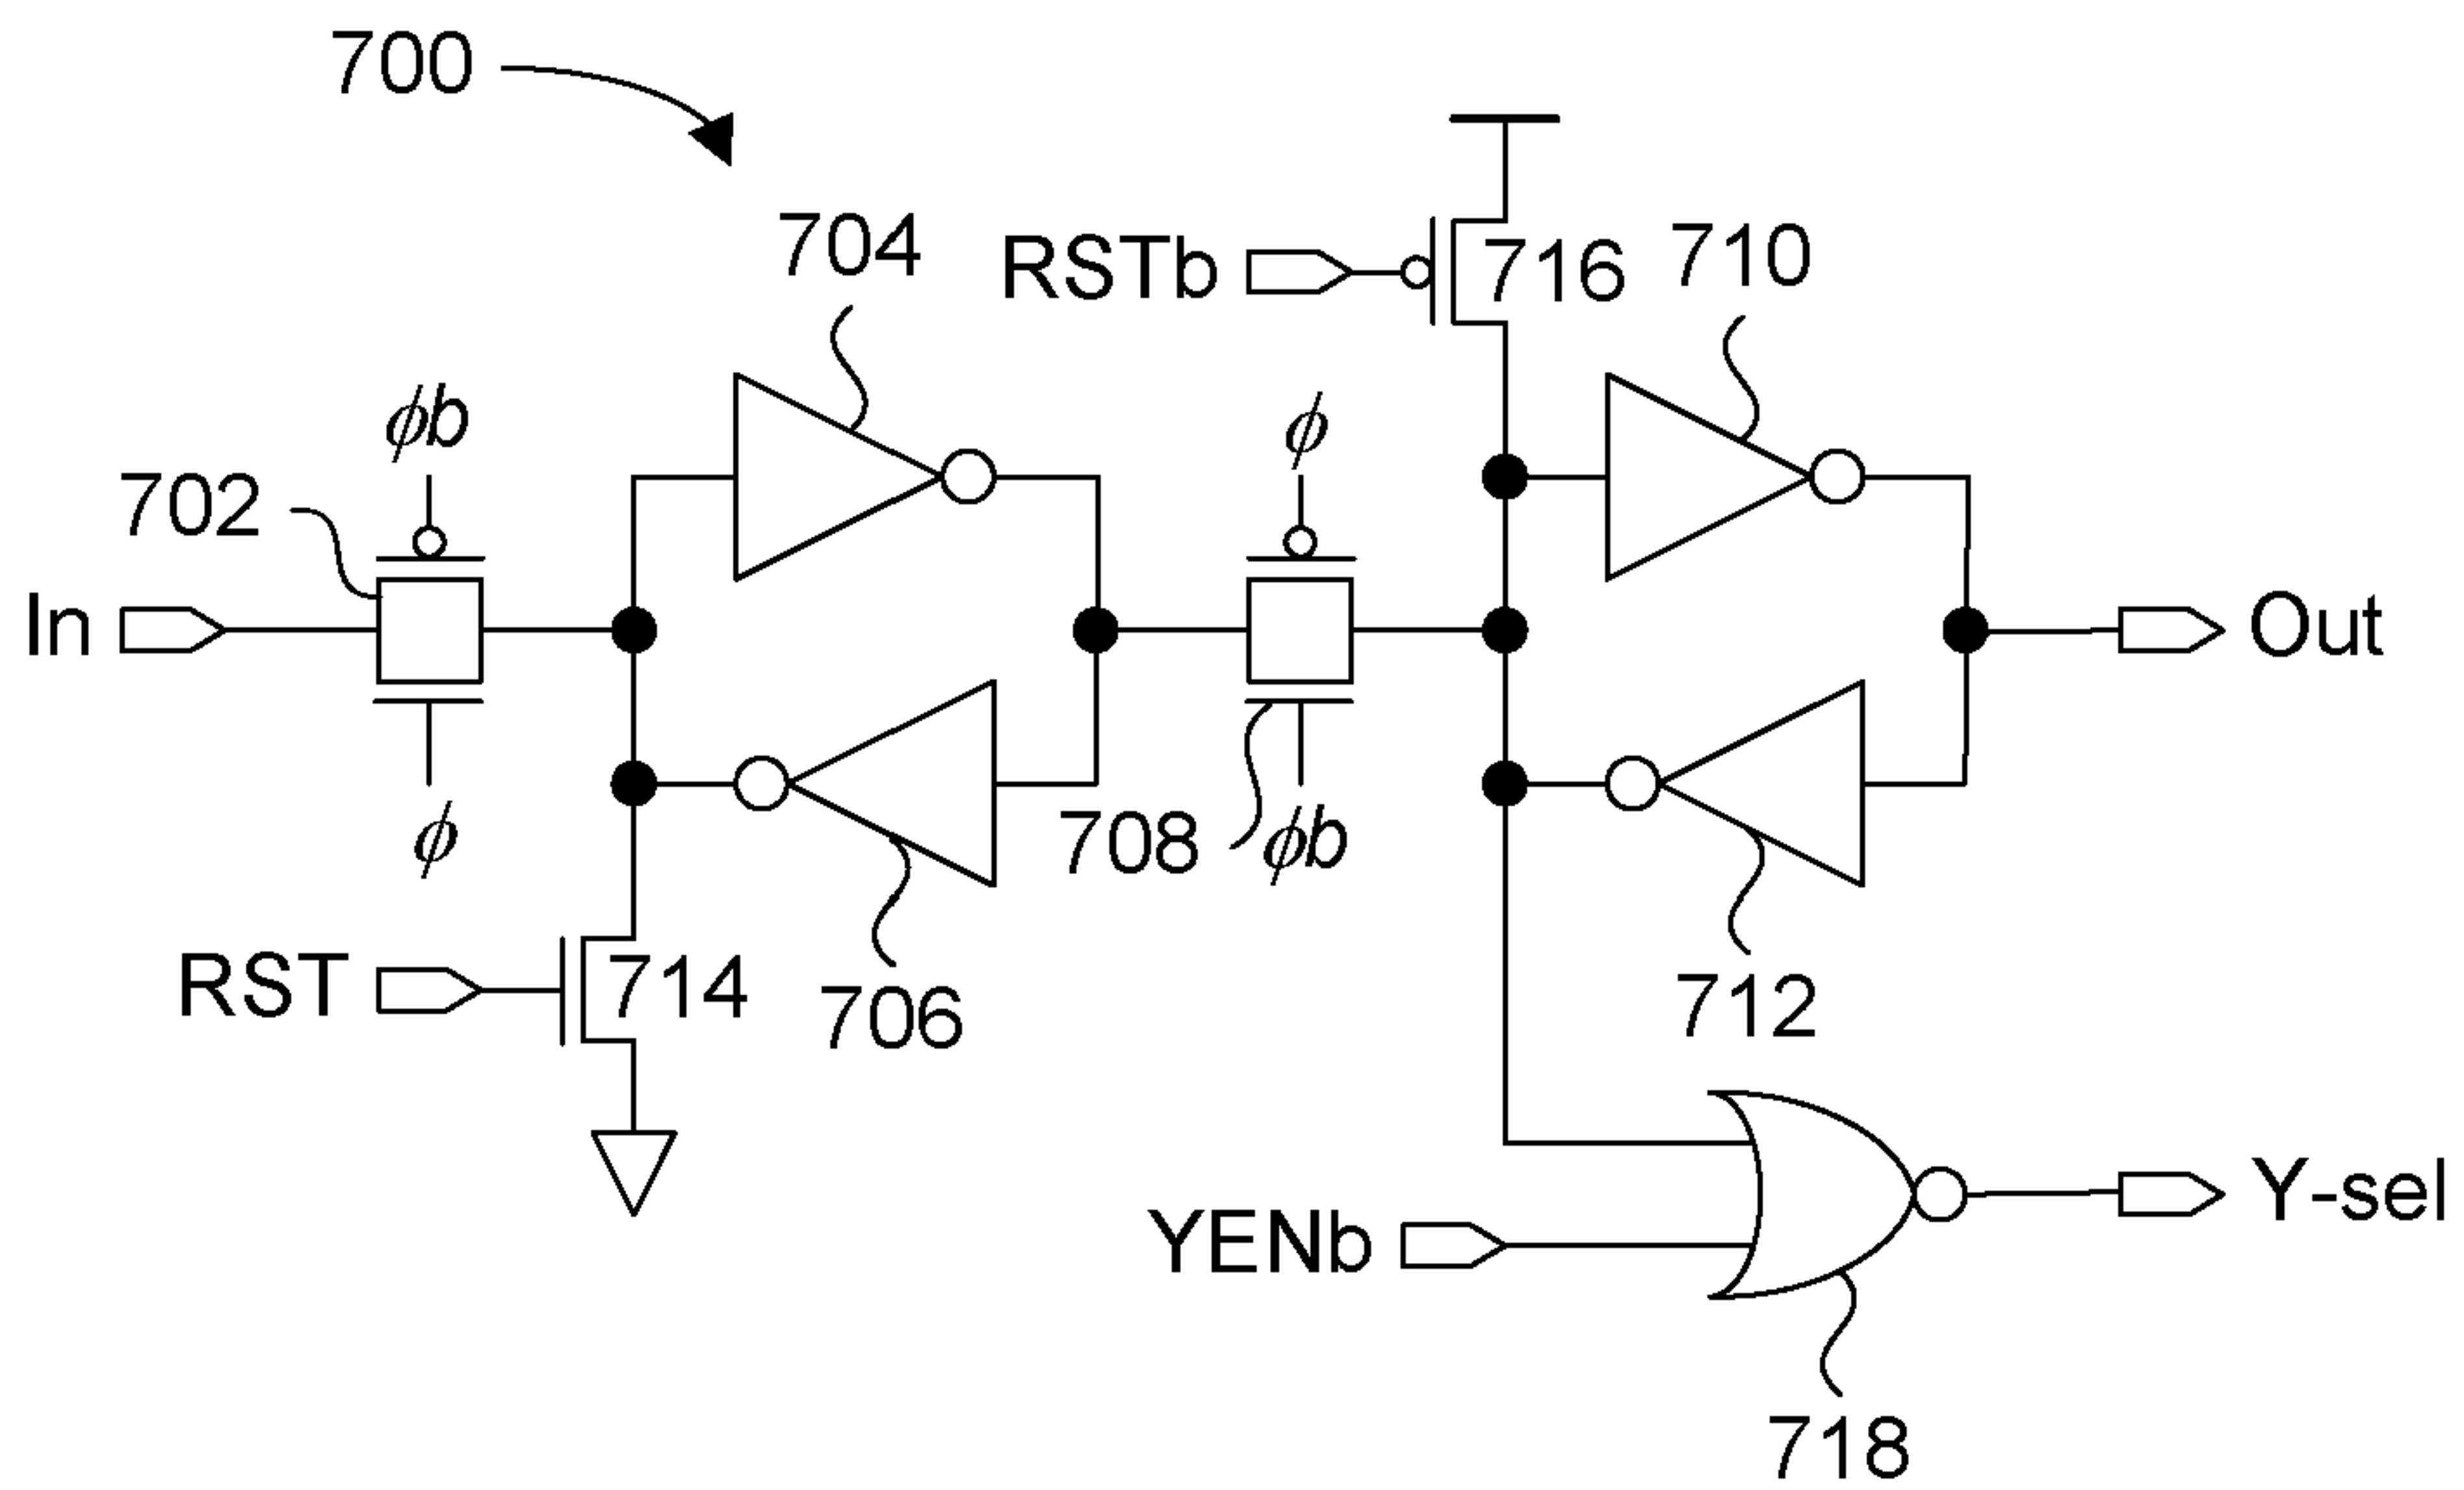 700
704
RSTb
716
710
ϕb
ϕ
702
In
Out
ϕ
708
ϕb
RST
714
706
712
YENb
Y-sel
718